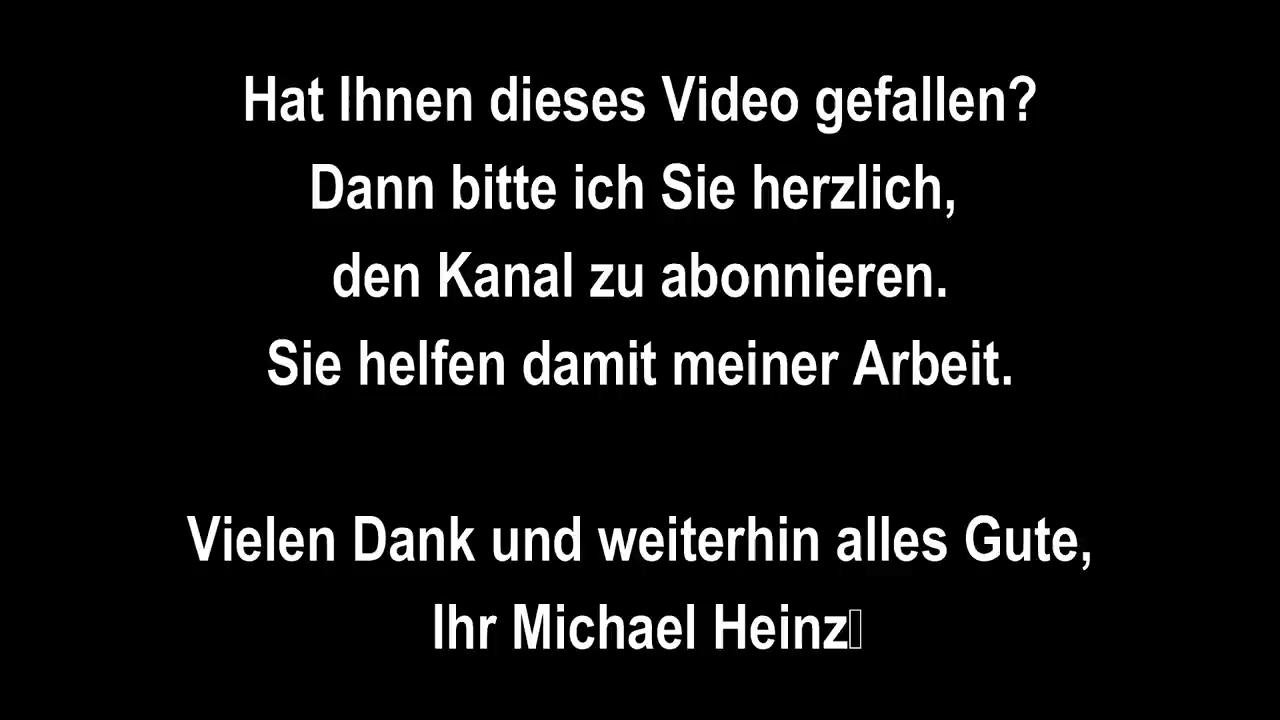 Hat Ihnen dieses Video gefallen?
Dann bitte ich Sie herzlich,
den Kanal zu abonnieren.
Sie helfen damit meiner Arbeit.
Vielen Dank und weiterhin alles Gute,
Ihr Michael Heinz